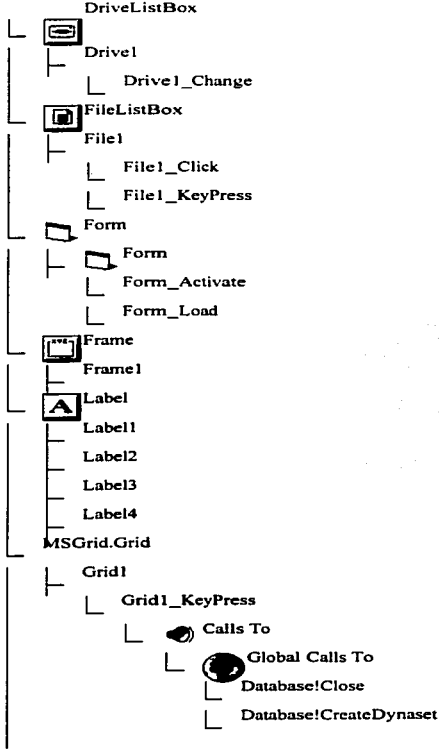 DriveListBox
Drive1
Drive1_Change
FileListBox
File1
File1_Click
File1_KeyPress
Form
Form
Form_Activate
Form_Load
Frame
Frame1
Label
A
Label1
Label2
Label3
Label4
MSGrid.Grid
Grid1
Grid1_KeyPress
Calls To
Global Calls To
Database!Close
Database!CreateDynaset